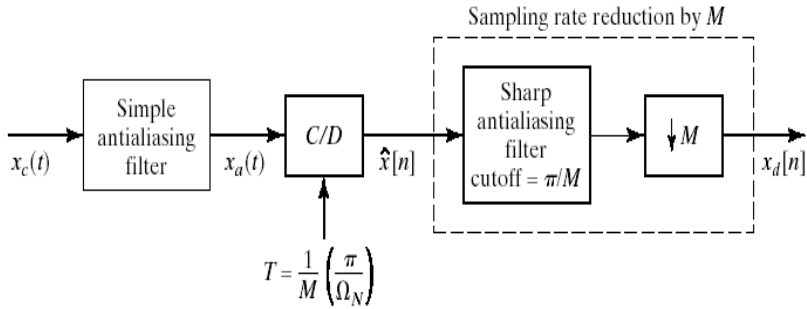 Sampling rate reduction by M
Simple
antialiasing
filter
C/D
Sharp
antialiasing
filter
cutoff = π/M
↓M
x_c(t)
x_a(t)
x̂[n]
x_d[n]
T = 1/M (π/Ω_N)